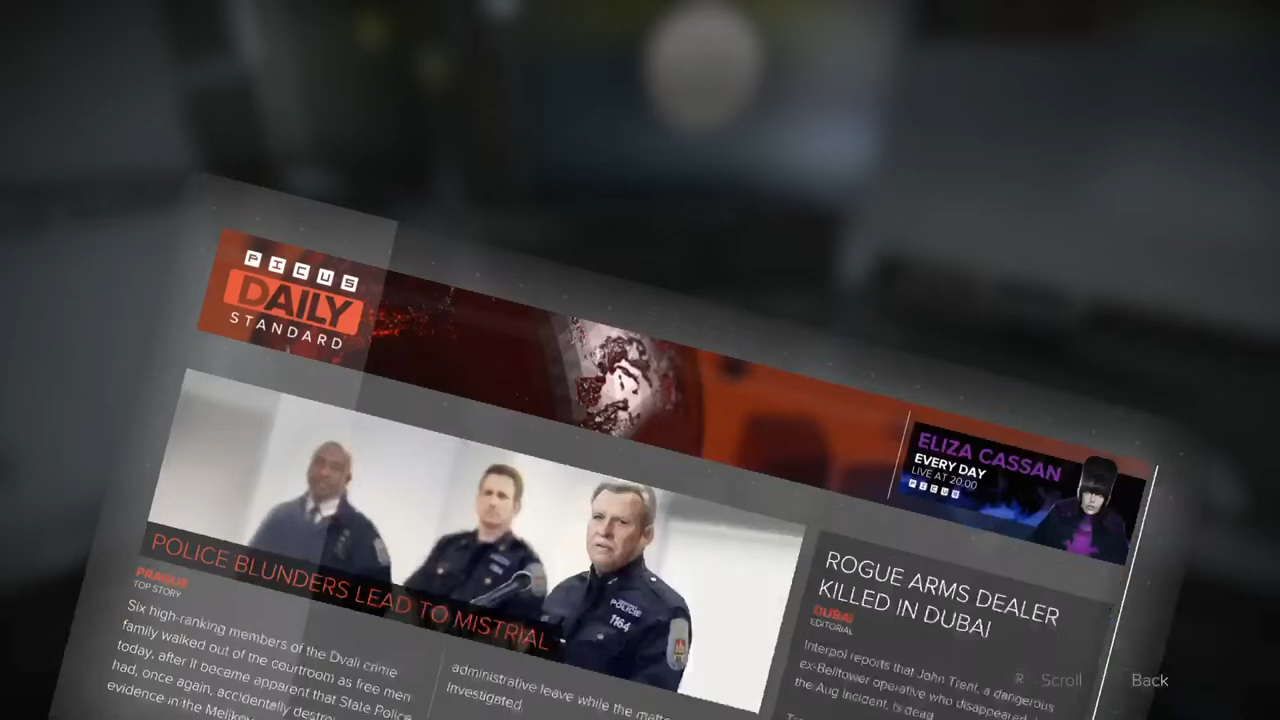 PICUS
DAILY
STANDARD
ELIZA CASSAN
EVERY DAY
LIVE AT 20:00
PICUS
POLICIE
1164
POLICE BLUNDERS LEAD TO MISTRIAL
PRAGUE
TOP STORY
Six high-ranking members of the Dvali crime
family walked out of the courtroom as free men
today, after it became apparent that State Police
had, once again, accidentally
evidence in the
administrative leave while the
investigated.
ROGUE ARMS DEALER
KILLED IN DUBAI
DUBAI
EDITORIAL
Interpol reports that John Trent, a dangerous
ex-Belltower operative who disappeared
the Aug Incident, is dead.
R Scroll
Back